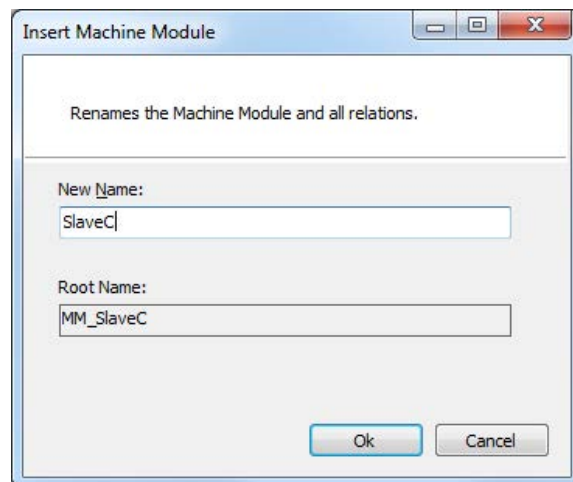 Insert Machine Module
Renames the Machine Module and all relations.
New Name:
SlaveC
Root Name:
MM_SlaveC
Ok
Cancel